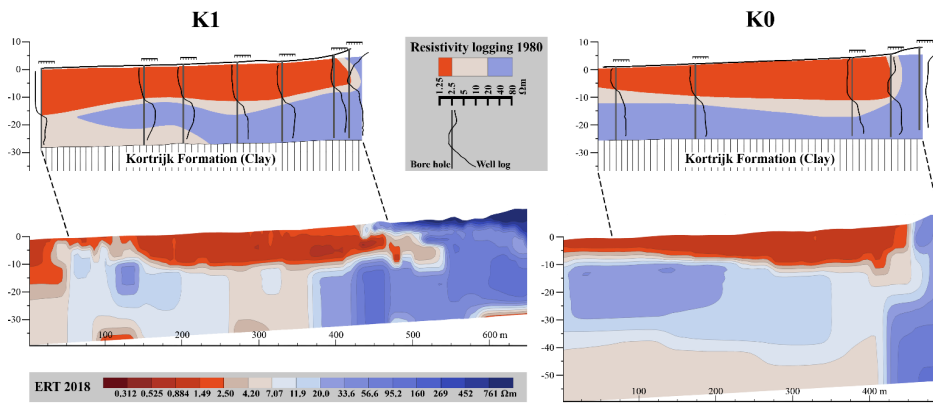 K1
K0
10
0
-10
-20
-30
Kortrijk Formation (Clay)
Resistivity logging 1980
1.25
2.5
5
10
20
40
80
Ωm
Bore hole
Well log
10
0
-10
-20
-30
Kortrijk Formation (Clay)
0
-10
-20
-30
100
200
300
400
500
600 m
0
-10
-20
-30
-40
-50
100
200
300
400 m
ERT 2018
0.312 0,525 0,884 1,49 2,50 4.20 7.07 11.9 20,0 33.6 56,6 95,2 160 269 452 761 Ωm